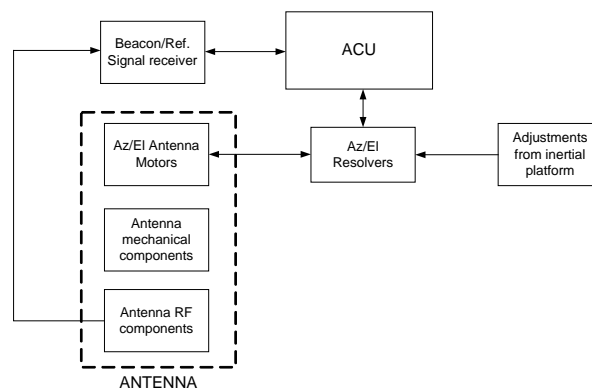 Beacon/Ref.
Signal receiver
ACU
Az/El Antenna
Motors
Az/El
Resolvers
Adjustments
from inertial
platform
Antenna
mechanical
components
Antenna RF
components
ANTENNA